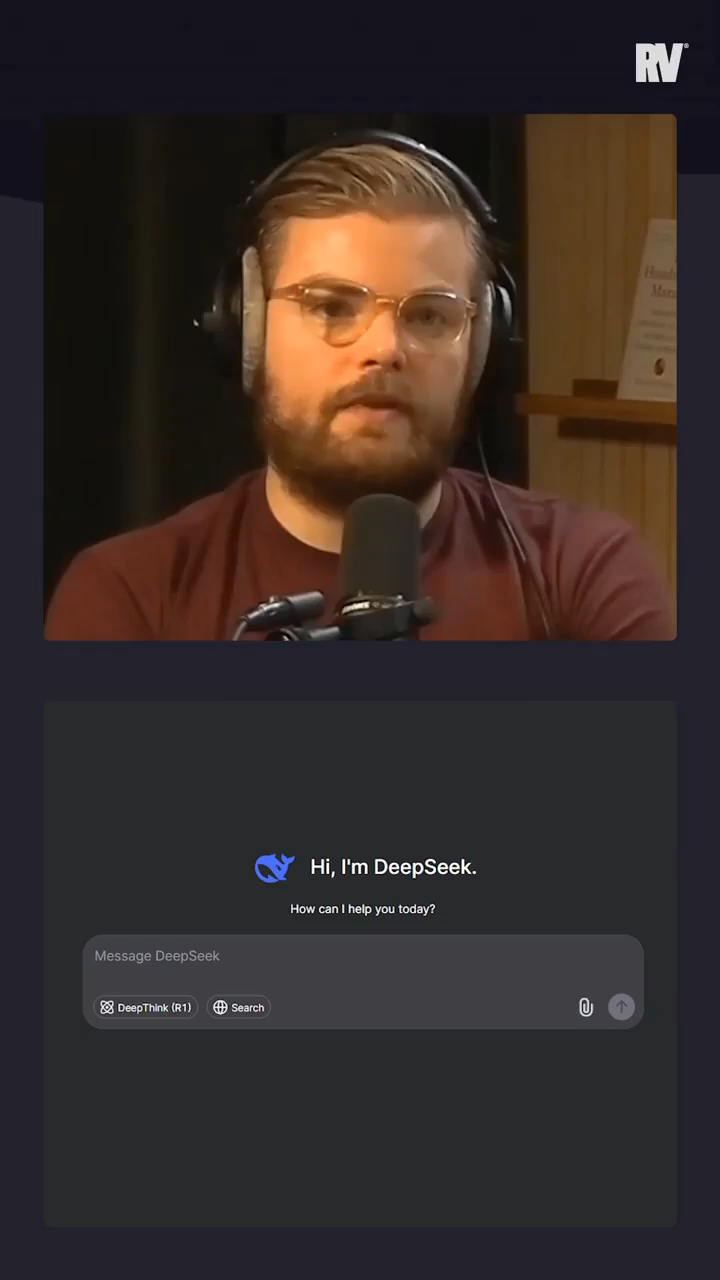 RV
Hi, I'm DeepSeek.
How can I help you today?
Message DeepSeek
DeepThink (R1)
Search